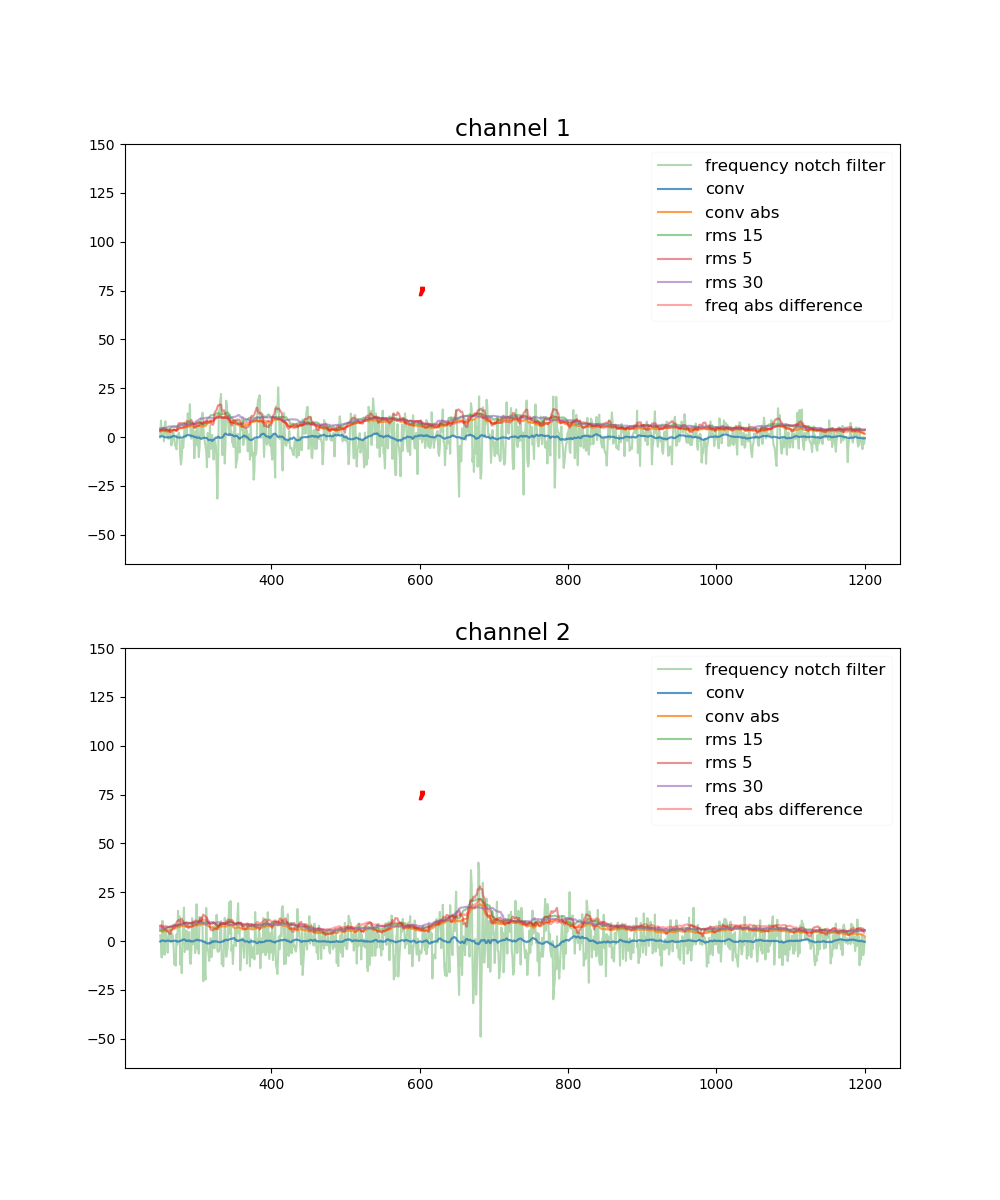 channel 1
150
125
100
75
50
25
0
−25
−50
frequency notch filter
conv
conv abs
rms 15
rms 5
rms 30
freq abs difference
,
400 600 800 1000 1200
channel 2
150
125
100
75
50
25
0
−25
−50
frequency notch filter
conv
conv abs
rms 15
rms 5
rms 30
freq abs difference
,
400 600 800 1000 1200